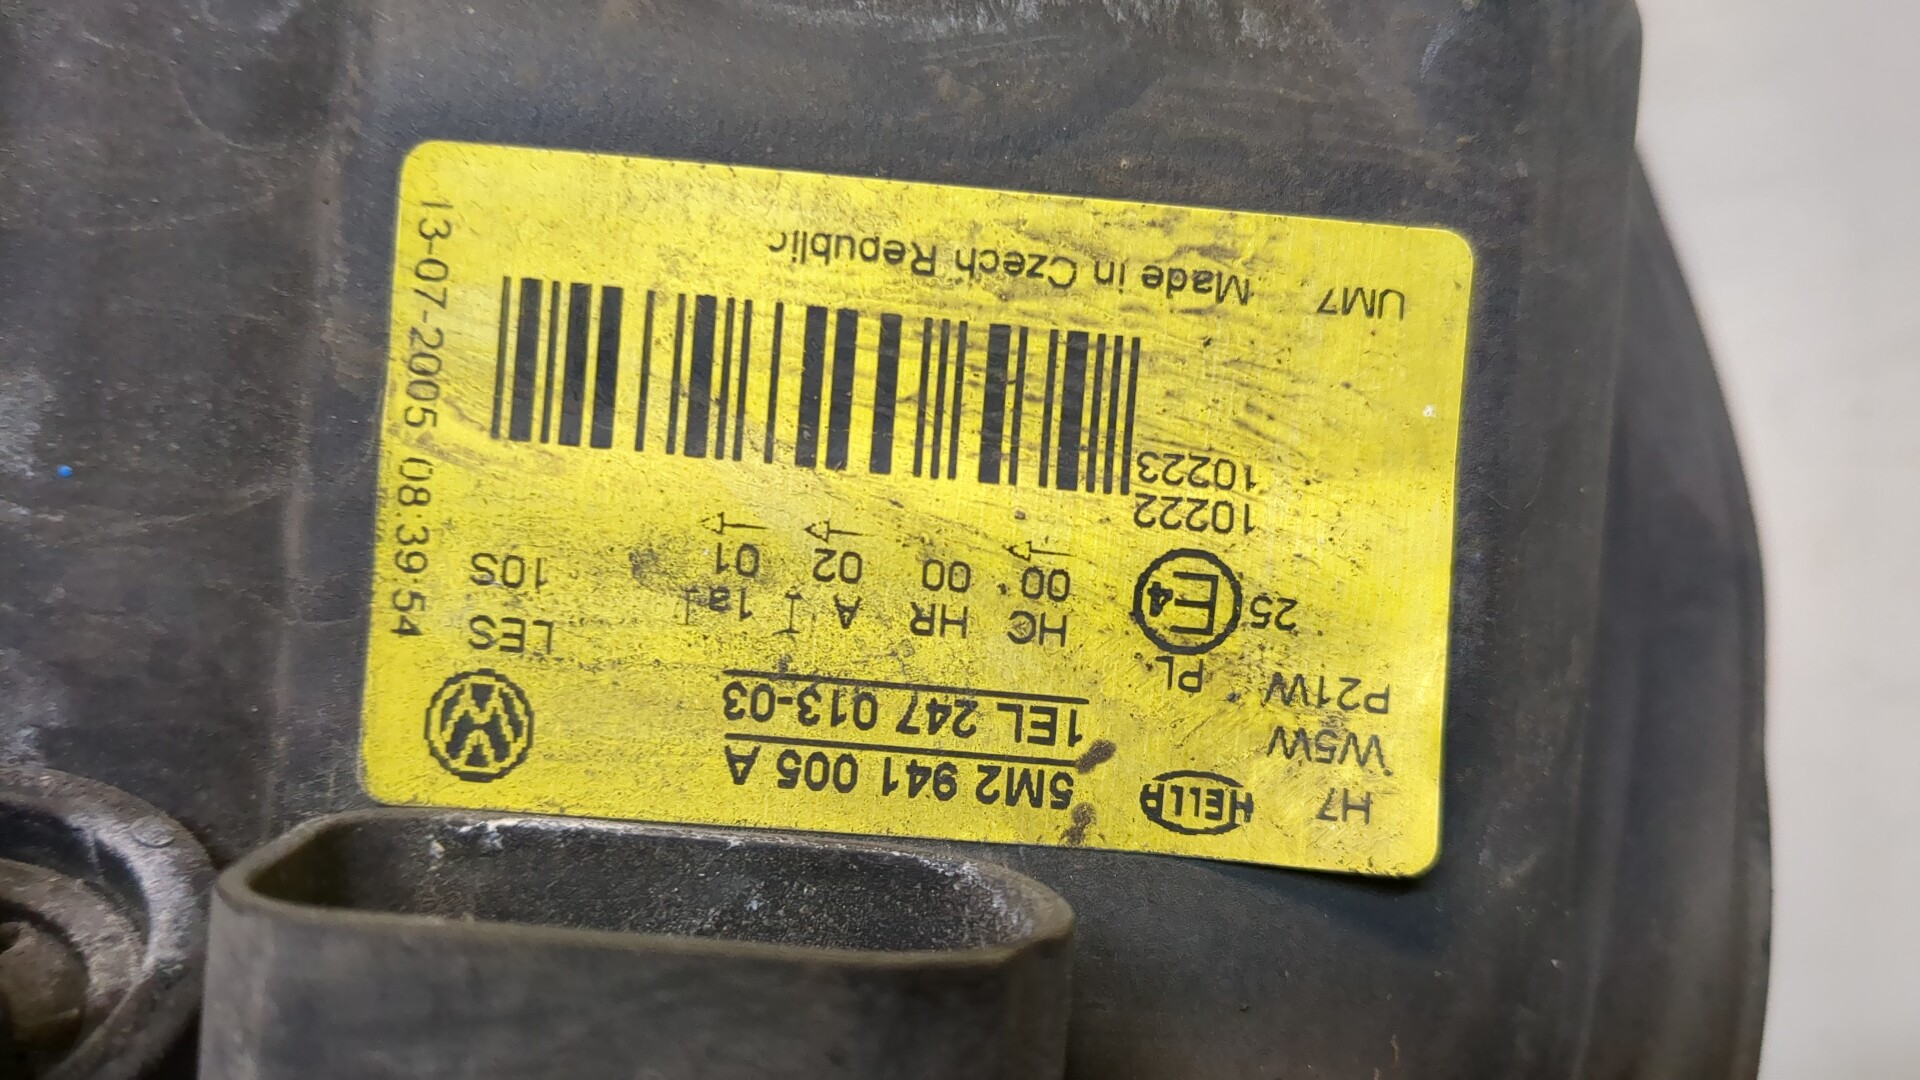 H7 HELLA 5M2 941 005 A
W5W 1EL 247 013-03
P21W PL
HC HR A 1a LES
25 E4 00 00 02 01 10S
10222
10223
UM7 Made in Czech Republic
13-07-2005 08:39:54